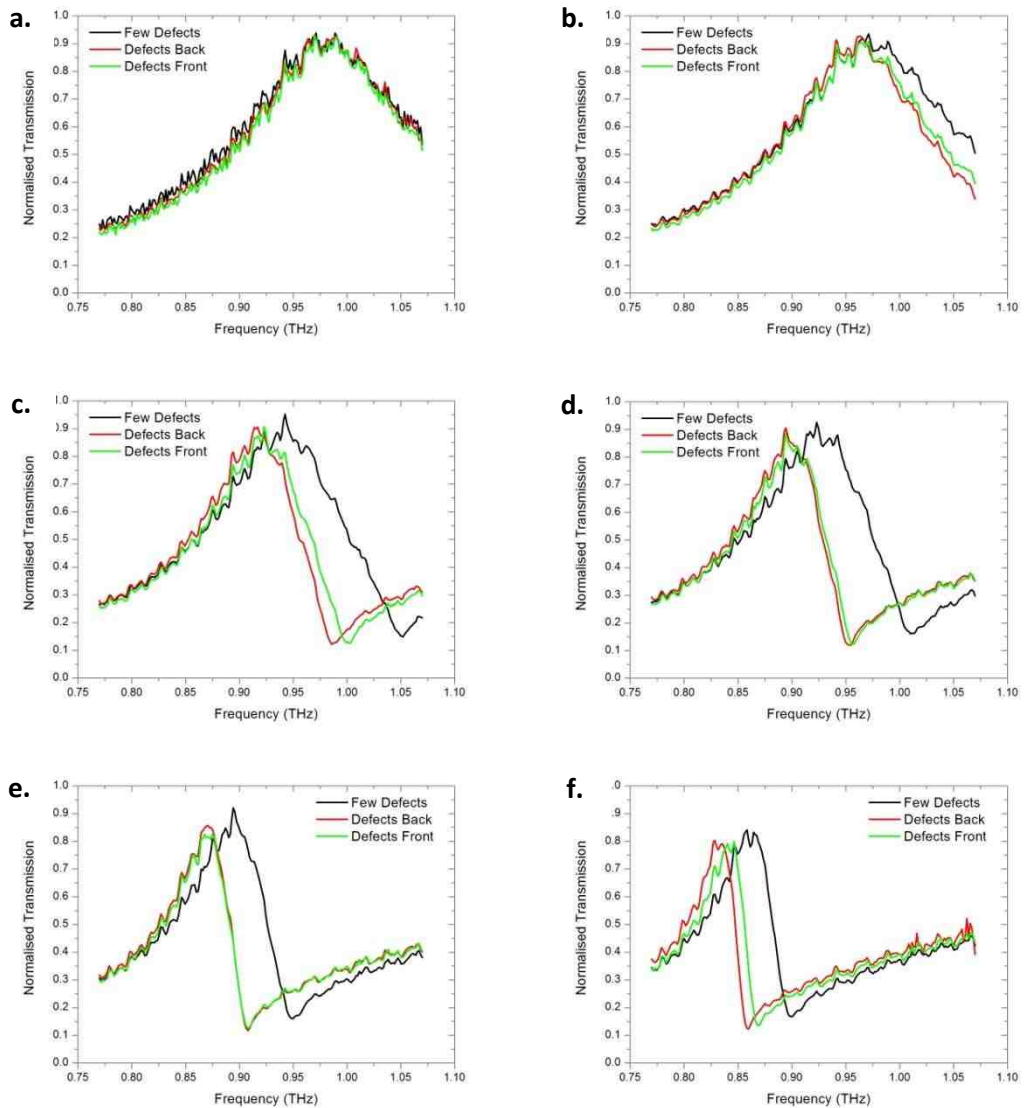 a.
Few Defects
Defects Back
Defects Front
1.0
0.9
0.8
0.7
0.6
0.5
0.4
0.3
0.2
0.1
0.0
Normalised Transmission
0.75 0.80 0.85 0.90 0.95 1.00 1.05 1.10
Frequency (THz)
b.
Few Defects
Defects Back
Defects Front
1.0
0.9
0.8
0.7
0.6
0.5
0.4
0.3
0.2
0.1
0.0
Normalised Transmission
0.75 0.80 0.85 0.90 0.95 1.00 1.05 1.10
Frequency (THz)
c.
Few Defects
Defects Back
Defects Front
.0
0.9
0.8
0.7
0.6
0.5
0.4
0.3
0.2
0.1
0.0
Normalised Transmission
0.75 0.80 0.85 0.90 0.95 1.00 1.05 1.10
Frequency (THz)
d.
Few Defects
Defects Back
Defects Front
1.0
0.9
0.8
0.7
0.6
0.5
0.4
0.3
0.2
0.1
0.0
Normalised Transmission
0.75 0.80 0.85 0.90 0.95 1.00 1.05 1.10
Frequency (THz)
e.
Few Defects
Defects Back
Defects Front
1.0
0.9
0.8
0.7
0.6
0.5
0.4
0.3
0.2
0.1
0.0
Normalised Transmission
0.75 0.80 0.85 0.90 0.95 1.00 1.05 1.10
Frequency (THz)
f.
Few Defects
Defects Back
Defects Front
.0
0.9
0.8
0.7
0.6
0.5
0.4
0.3
0.2
0.1
0.0
Normalised Transmission
0.75 0.80 0.85 0.90 0.95 1.00 1.05 1.10
Frequency (THz)